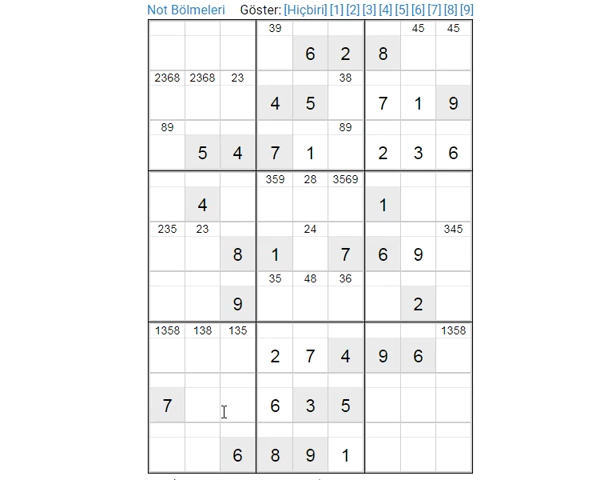 Not Bölmeleri Göster: [Hiçbiri] [1] [2] [3] [4] [5] [6] [7] [8] [9]
39 45 45
6 2 8
2368 2368 23 38
4 5 7 1 9
89 89
5 4 7 1 2 3 6
359 28 3569
4 1
235 23 24 345
8 1 7 6 9
35 48 36
9 2
1358 138 135 1358
2 7 4 9 6
7 6 3 5
6 8 9 1